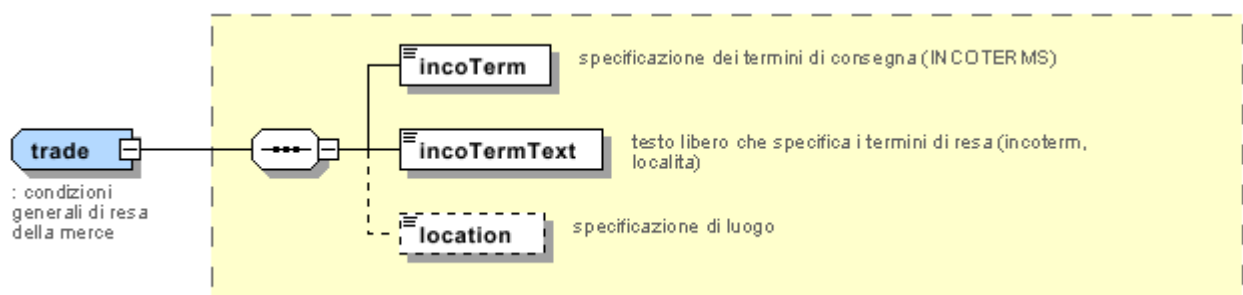 incoTerm
specificazione dei termini di consegna (INCOTERMS)
trade
: condizioni
generali di resa
della merce
incoTermText
testo libero che specifica i termini di resa (incoterm,
localita)
location
specificazione di luogo